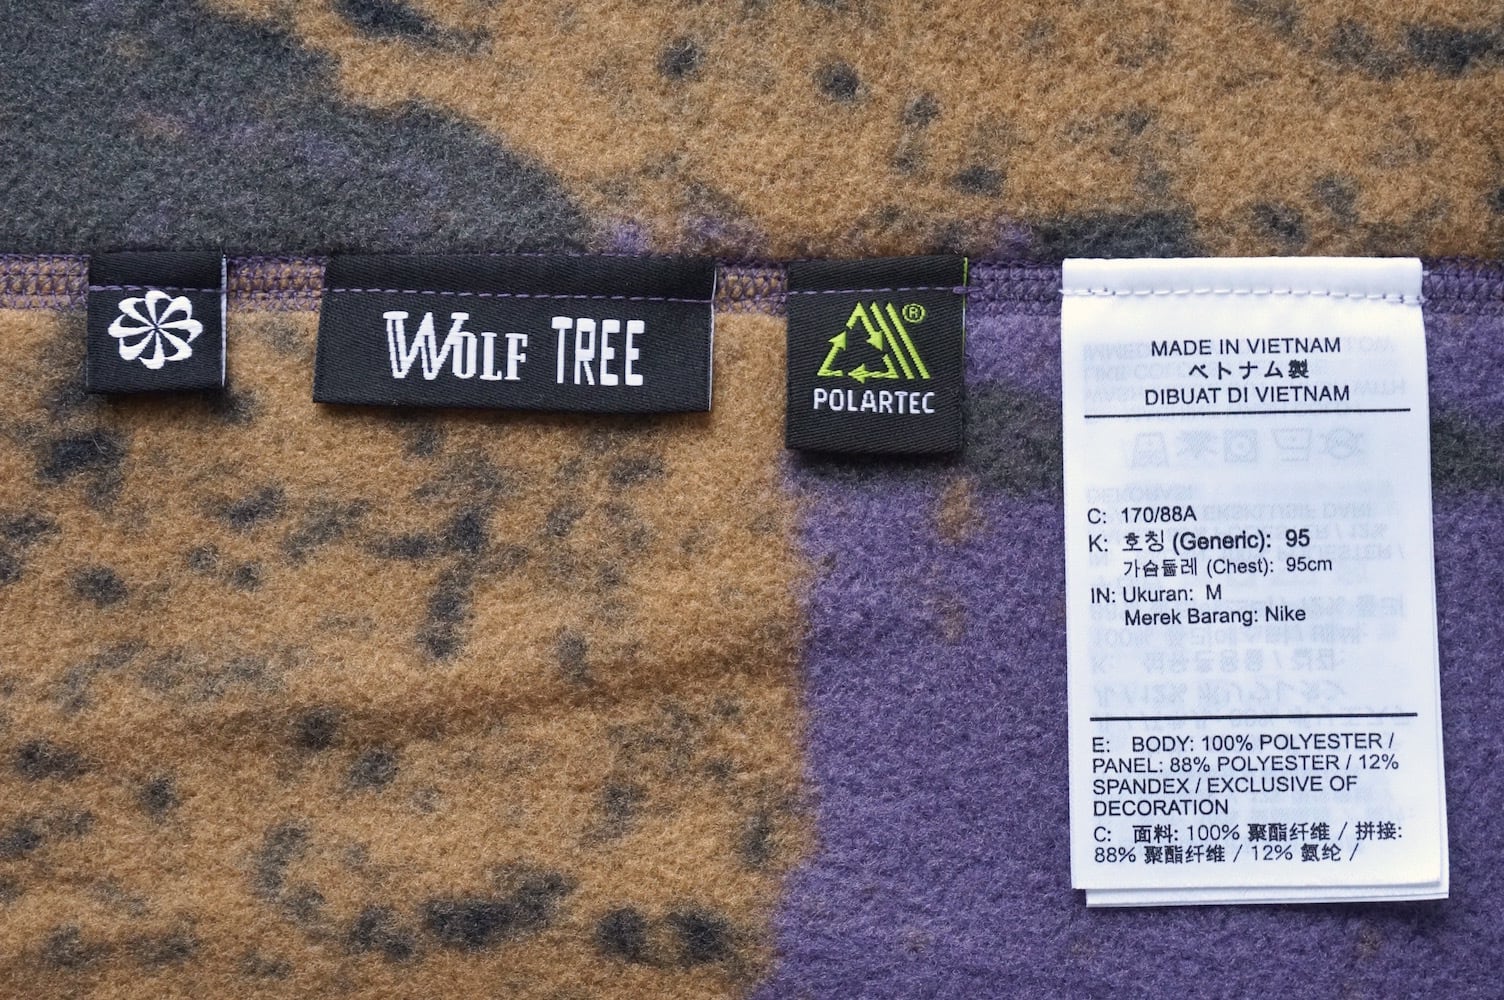 WOLF TREE
®
POLARTEC
MADE IN VIETNAM
ベトナム製
DIBUAT DI VIETNAM
C: 170/88A
K: 호칭 (Generic): 95
가슴둘레 (Chest): 95cm
IN: Ukuran: M
Merek Barang: Nike
E: BODY: 100% POLYESTER /
PANEL: 88% POLYESTER / 12%
SPANDEX / EXCLUSIVE OF
DECORATION
C: 面料: 100% 聚酯纤维 / 拼接:
88% 聚酯纤维 / 12% 氨纶 /